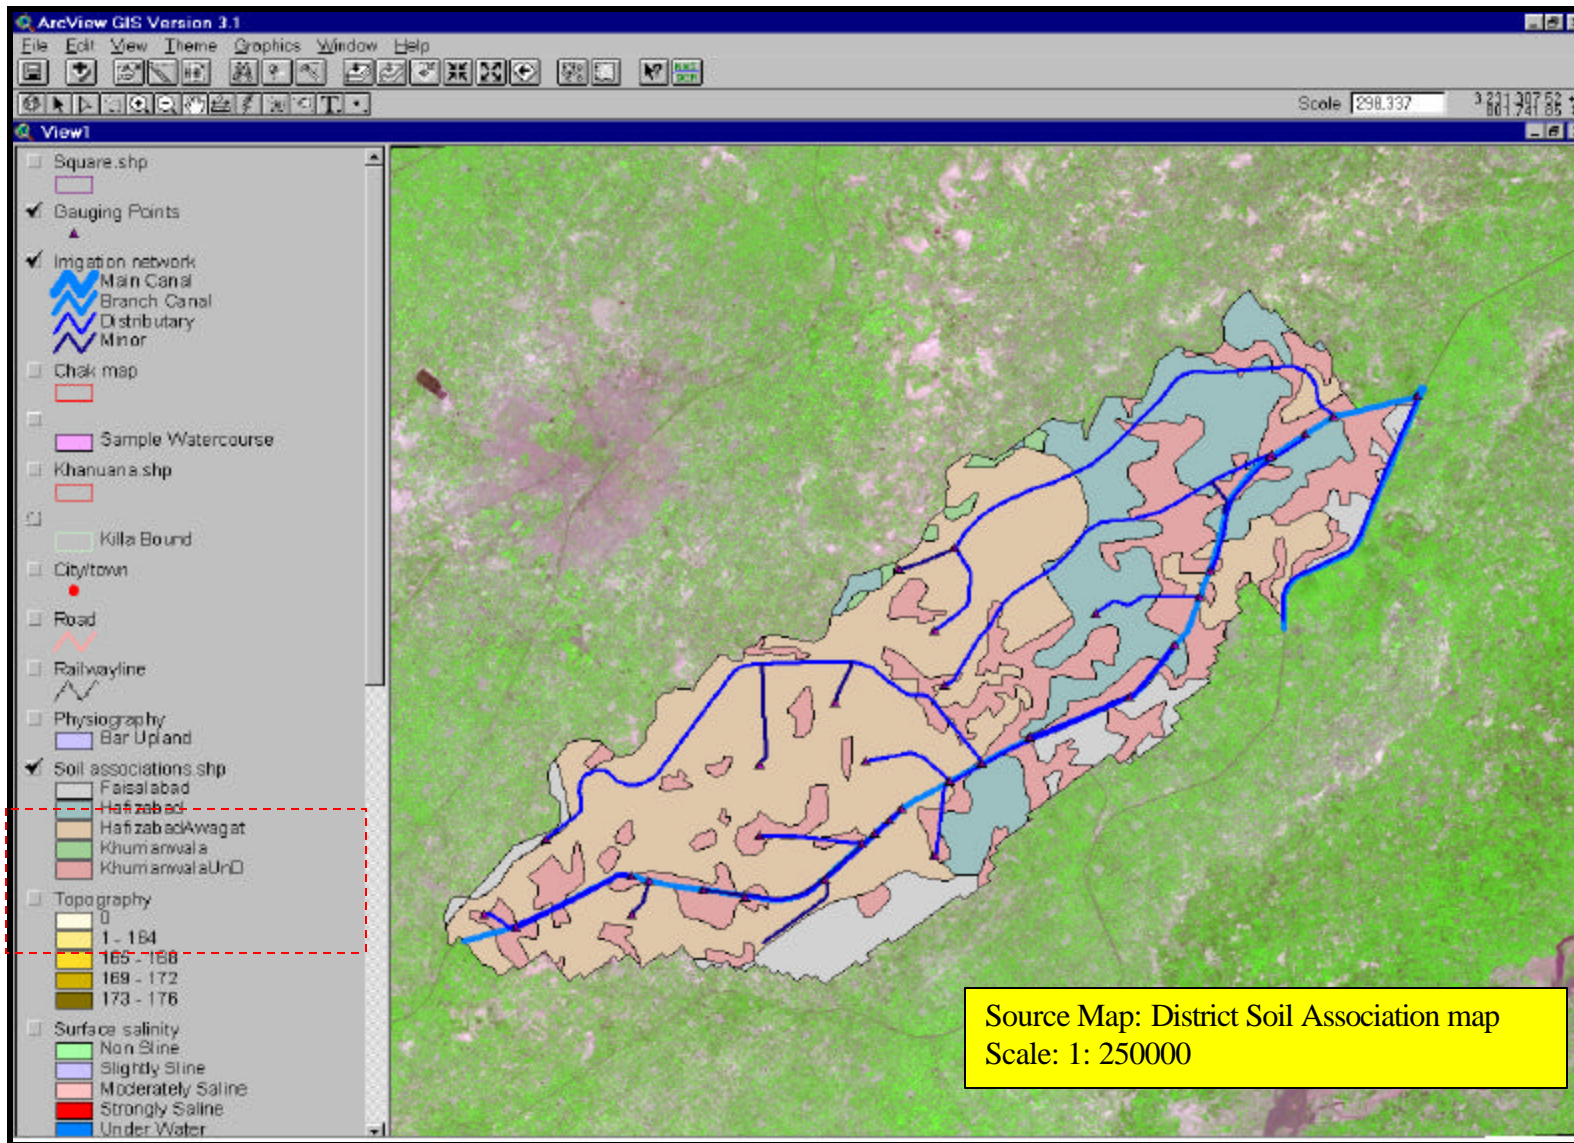 ArcView GIS Version 3.1
File Edit View Theme Graphics Window Help
Scale 298.337
View1
Square.shp
Gauging Points
Irrigation network
Main Canal
Branch Canal
Distributary
Minor
Chak map
Sample Watercourse
Khanuana.shp
Killa Bound
City/town
Road
Railwayline
Physiography
Bar Upland
Soil associations.shp
Faisalabad
Hafizabad
HafizabadAwagat
Khurrianwala
KhurrianwalaUnD
Topography
0
1 - 164
165 - 168
169 - 172
173 - 176
Surface salinity
Non Sline
Slightly Sline
Moderately Saline
Strongly Saline
Under Water
Source Map: District Soil Association map
Scale: 1: 250000